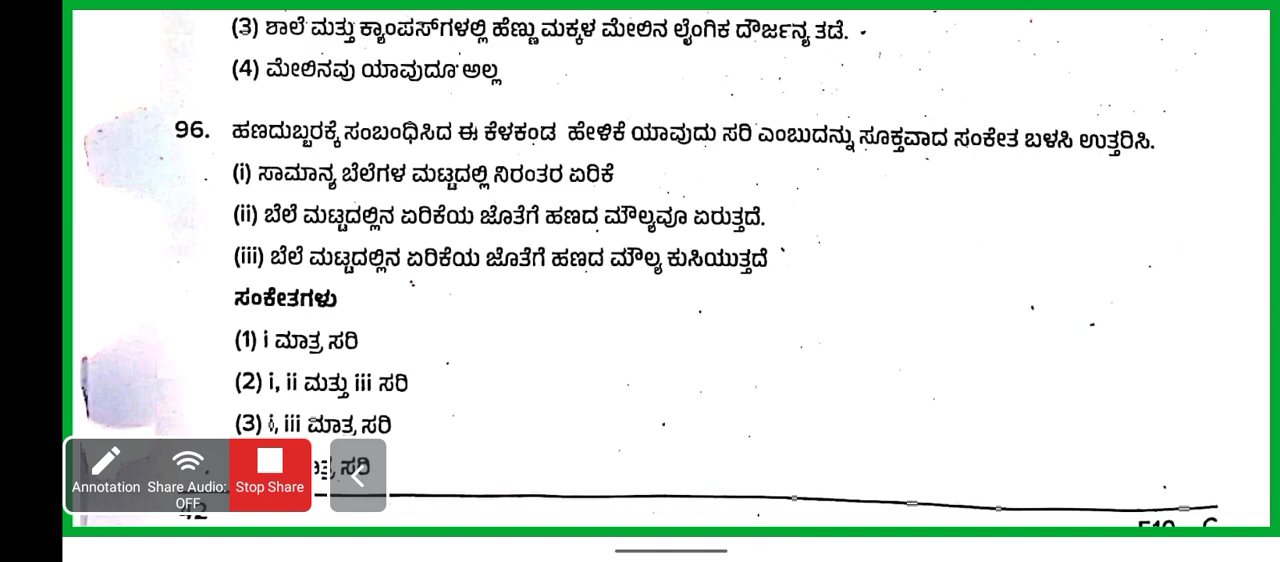 (3) ಶಾಲೆ ಮತ್ತು ಕ್ಯಾಂಪಸ್‌ಗಳಲ್ಲಿ ಹೆಣ್ಣು ಮಕ್ಕಳ ಮೇಲಿನ ಲೈಂಗಿಕ ದೌರ್ಜನ್ಯ ತಡೆ.
(4) ಮೇಲಿನವು ಯಾವುದೂ ಅಲ್ಲ
96. ಹಣದುಬ್ಬರಕ್ಕೆ ಸಂಬಂಧಿಸಿದ ಈ ಕೆಳಕಂಡ ಹೇಳಿಕೆ ಯಾವುದು ಸರಿ ಎಂಬುದನ್ನು ಸೂಕ್ತವಾದ ಸಂಕೇತ ಬಳಸಿ ಉತ್ತರಿಸಿ.
(i) ಸಾಮಾನ್ಯ ಬೆಲೆಗಳ ಮಟ್ಟದಲ್ಲಿ ನಿರಂತರ ಏರಿಕೆ
(ii) ಬೆಲೆ ಮಟ್ಟದಲ್ಲಿನ ಏರಿಕೆಯ ಜೊತೆಗೆ ಹಣದ ಮೌಲ್ಯವೂ ಏರುತ್ತದೆ.
(iii) ಬೆಲೆ ಮಟ್ಟದಲ್ಲಿನ ಏರಿಕೆಯ ಜೊತೆಗೆ ಹಣದ ಮೌಲ್ಯ ಕುಸಿಯುತ್ತದೆ
ಸಂಕೇತಗಳು
(1) i ಮಾತ್ರ ಸರಿ
(2) i, ii ಮತ್ತು iii ಸರಿ
(3) i, iii ಮಾತ್ರ ಸರಿ
ಸರಿ
Annotation Share Audio: OFF Stop Share